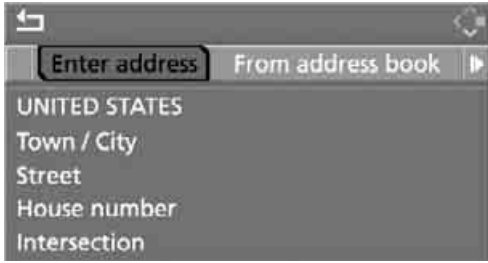 Enter address From address book
UNITED STATES
Town / City
Street
House number
Intersection